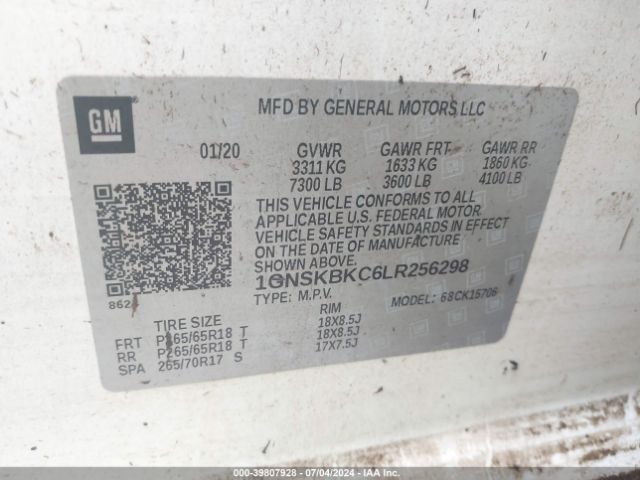 GM
MFD BY GENERAL MOTORS LLC
01/20 GVWR GAWR FRT GAWR RR
3311 KG 1633 KG 1860 KG
7300 LB 3600 LB 4100 LB
THIS VEHICLE CONFORMS TO ALL
APPLICABLE U.S. FEDERAL MOTOR
VEHICLE SAFETY STANDARDS IN EFFECT
ON THE DATE OF MANUFACTURE
SHOWN ABOVE.
1GNSKBKC6LR256298
TYPE: M.P.V. MODEL: 68CK15706
TIRE SIZE RIM
FRT P265/65R18 T 18X8.5J
RR P265/65R18 T 18X8.5J
SPA 265/70R17 S 17X7.5J
000-39807928 - 07/04/2024 - IAA Inc.